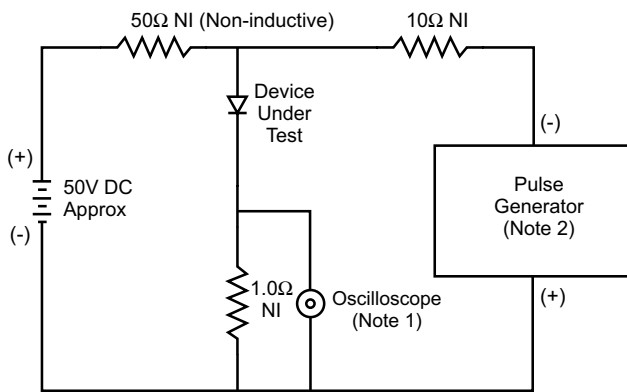 50Ω NI (Non-inductive)
10Ω NI
Device
Under
Test
(-)
(+)
50V DC
Approx
(-)
Pulse
Generator
(Note 2)
1.0Ω
NI
Oscilloscope
(Note 1)
(+)